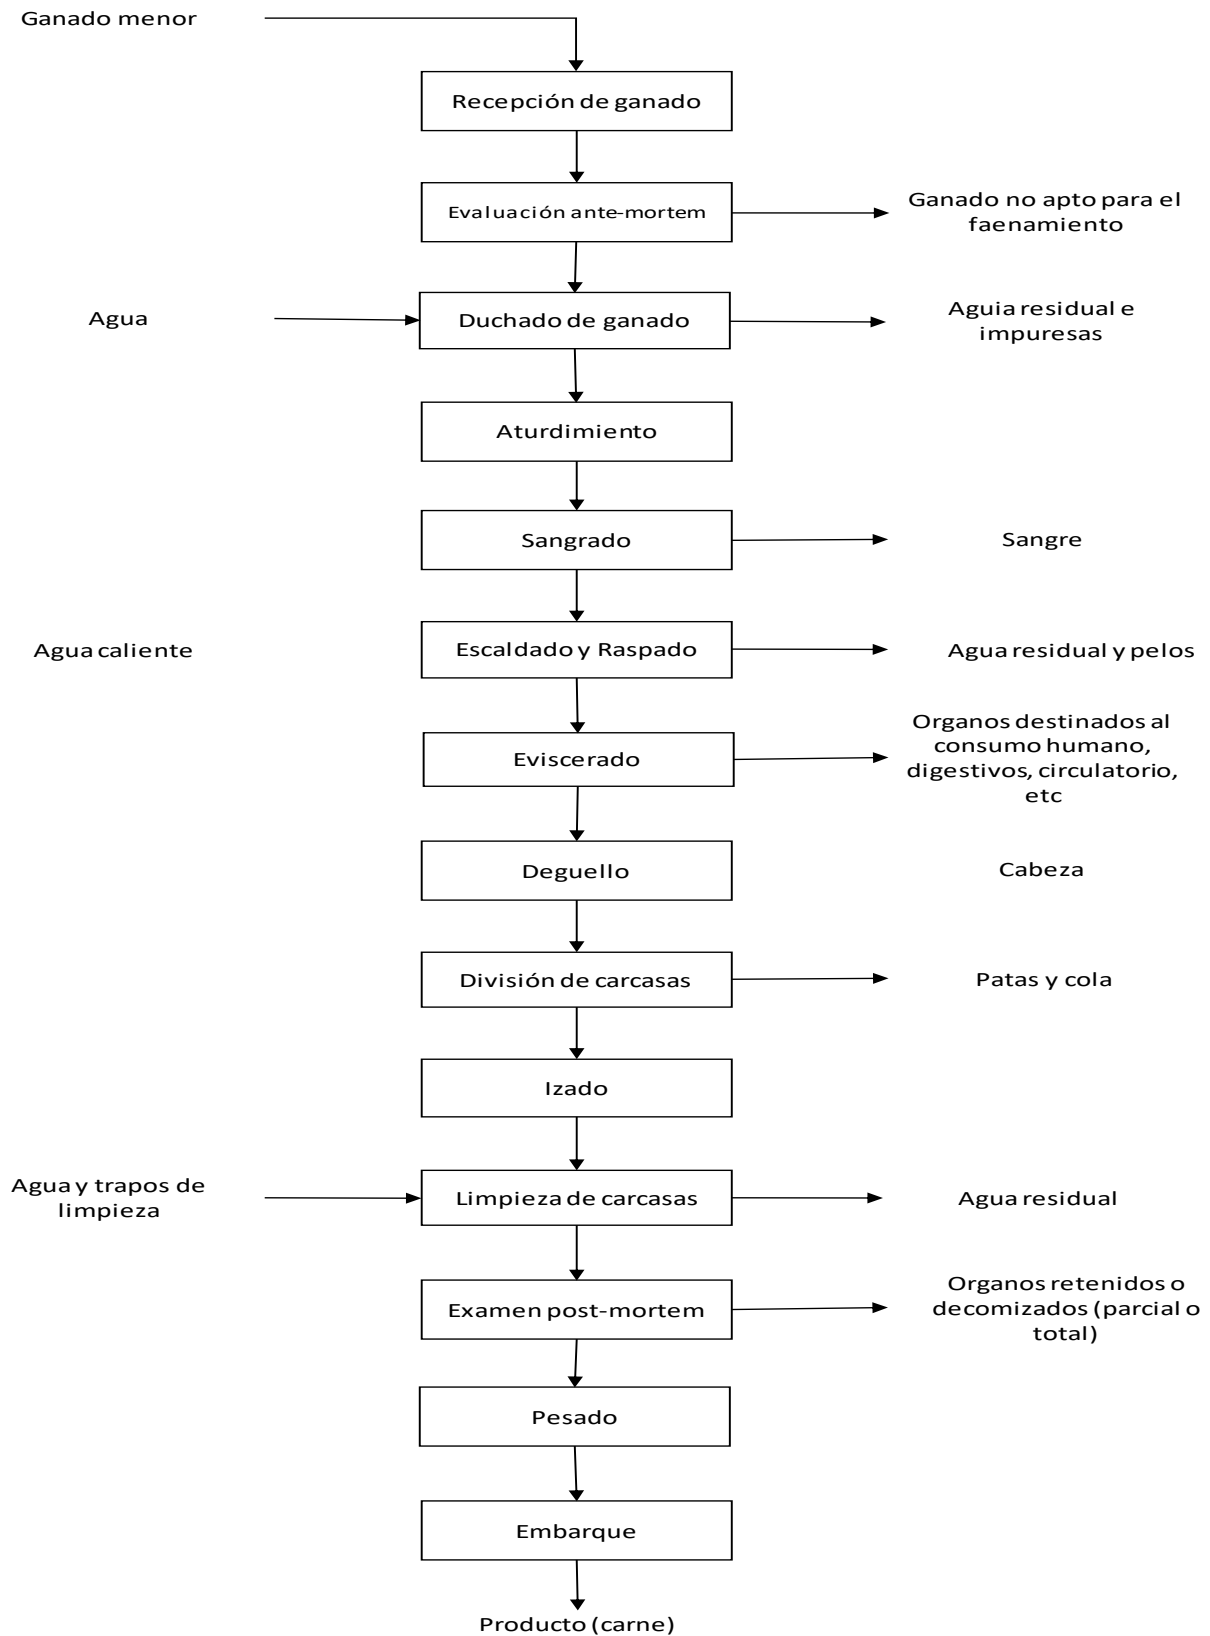 Ganado menor
Recepción de ganado
Evaluación ante-mortem
Ganado no apto para el
faenamiento
Agua
Duchado de ganado
Aguia residual e
impuresas
Aturdimiento
Sangrado
Sangre
Agua caliente
Escaldado y Raspado
Agua residual y pelos
Eviscerado
Organos destinados al
consumo humano,
digestivos, circulatorio,
etc
Deguello
Cabeza
División de carcasas
Patas y cola
Izado
Agua y trapos de
limpieza
Limpieza de carcasas
Agua residual
Examen post-mortem
Organos retenidos o
decomizados (parcial o
total)
Pesado
Embarque
Producto (carne)